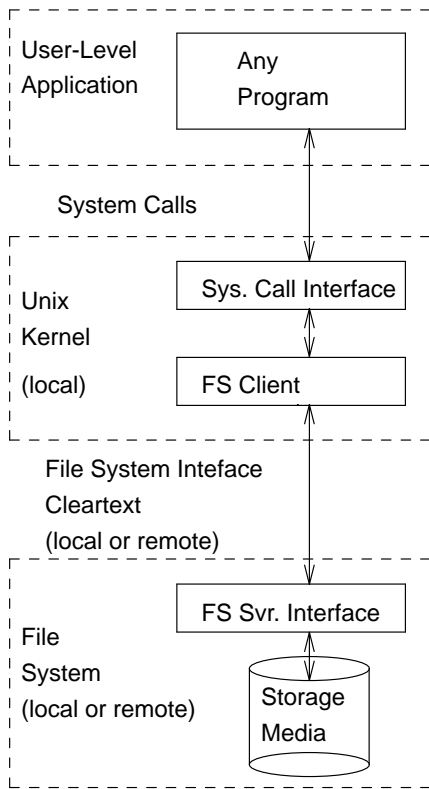 User-Level
Application
Any
Program
System Calls
Unix
Kernel
(local)
Sys. Call Interface
FS Client
File System Inteface
Cleartext
(local or remote)
File
System
(local or remote)
FS Svr. Interface
Storage
Media